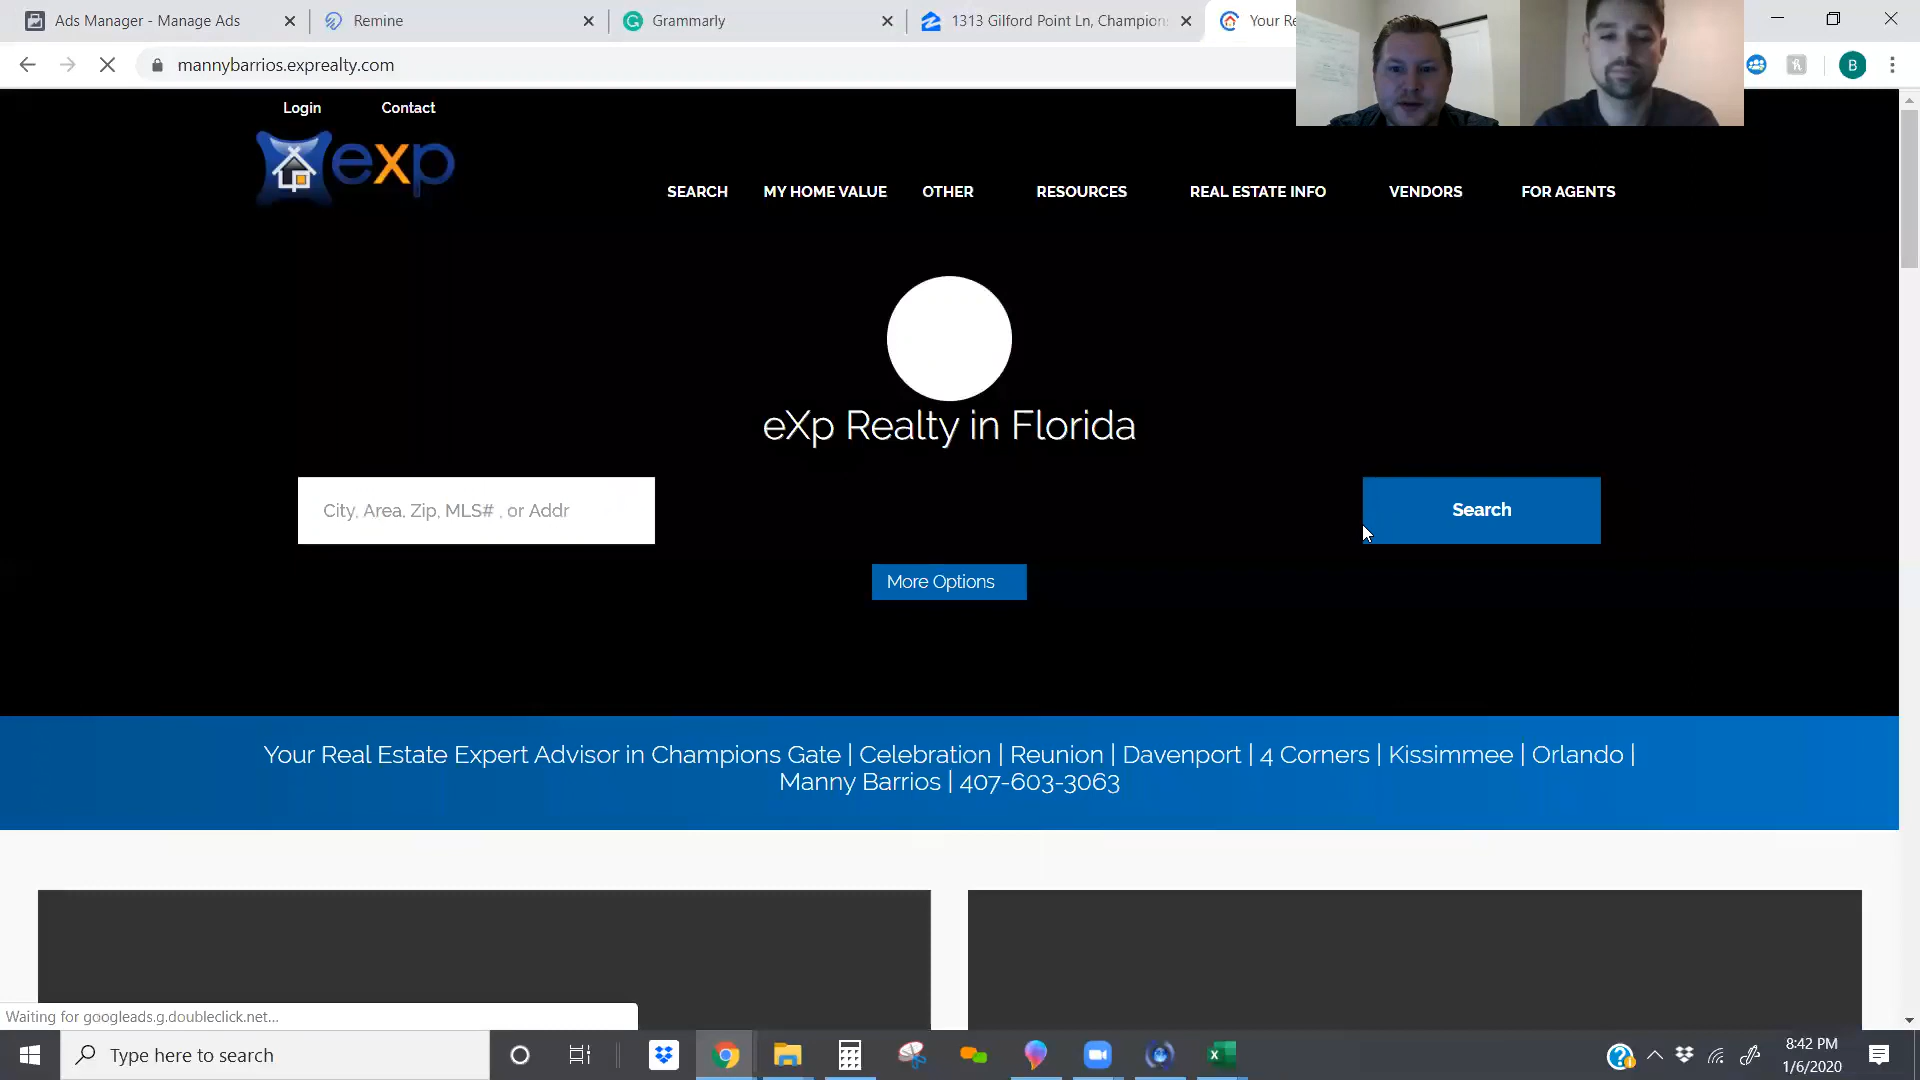 Ads Manager - Manage Ads
Remine
Grammarly
1313 Gilford Point Ln, Champion
Your Re
mannybarrios.exprealty.com
B
Login
Contact
exp
SEARCH
MY HOME VALUE
OTHER
RESOURCES
REAL ESTATE INFO
VENDORS
FOR AGENTS
eXp Realty in Florida
City, Area, Zip, MLS# , or Addr
Search
More Options
Your Real Estate Expert Advisor in Champions Gate | Celebration | Reunion | Davenport | 4 Corners | Kissimmee | Orlando |
Manny Barrios | 407-603-3063
Waiting for googleads.g.doubleclick.net...
Type here to search
8:42 PM
1/6/2020